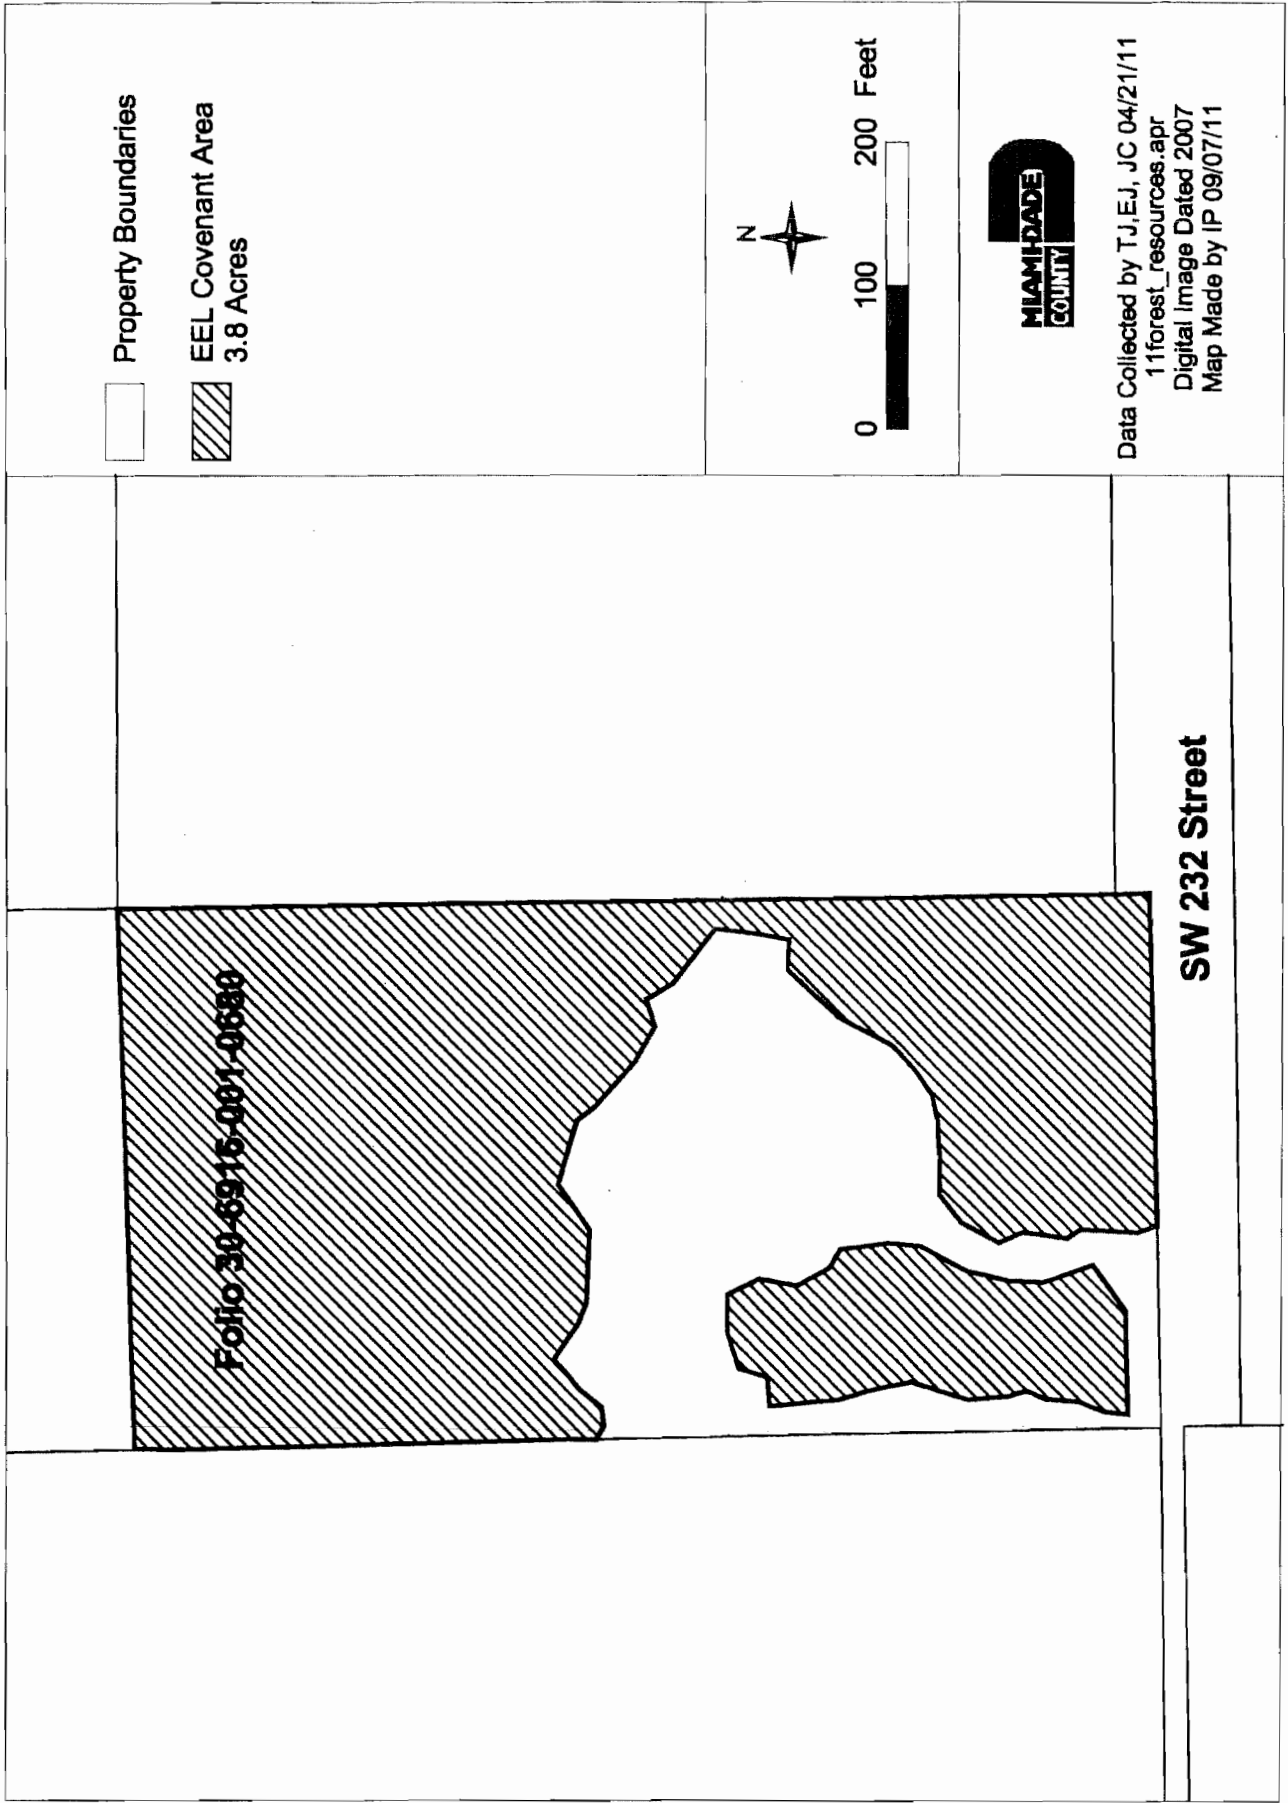 Property Boundaries
EEL Covenant Area
3.8 Acres
N
0 100 200 Feet
MIAMI-DADE
COUNTY
Data Collected by TJ,EJ, JC 04/21/11
11forest_resources.apr
Digital Image Dated 2007
Map Made by IP 09/07/11
Folio 30-6915-001-0680
SW 232 Street